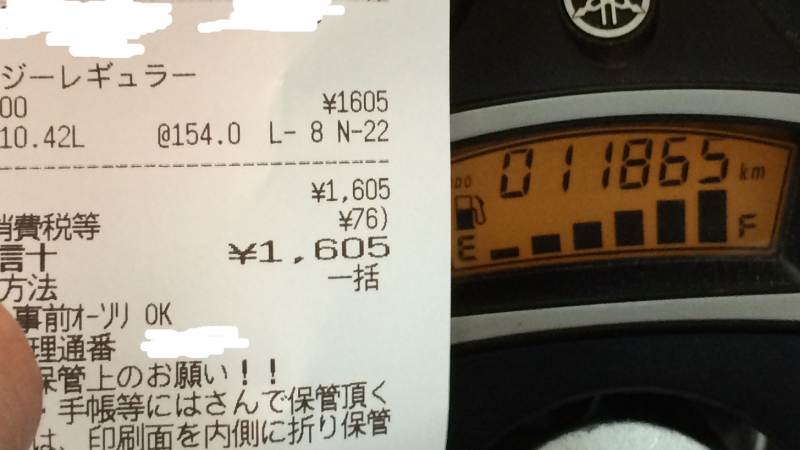 ジーレギュラー
00 ¥1605
10.42L @154.0 L- 8 N-22
¥1,605
消費税等 ¥76)
合計 ¥1,605
方法 一括
事前オーソリ OK
理通番
保管上のお願い!!
・手帳等にはさんで保管頂く
は、印刷面を内側に折り保管
ODO 011865 km
E F